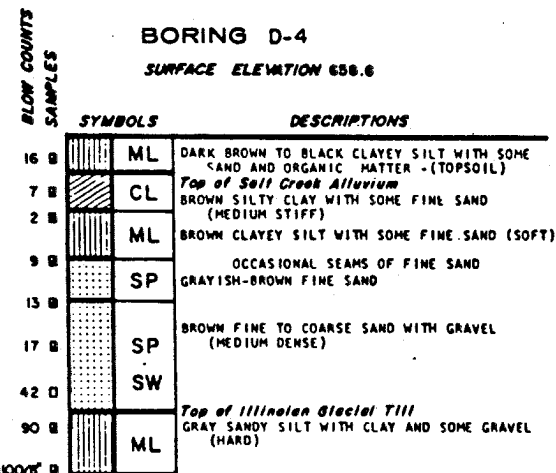 BORING D-4
SURFACE ELEVATION 658.6
BLOW COUNTS
SAMPLES
SYMBOLS DESCRIPTIONS
16 ML DARK BROWN TO BLACK CLAYEY SILT WITH SOME
SAND AND ORGANIC MATTER -(TOPSOIL)
Top of Salt Creek Alluvium
7 CL BROWN SILTY CLAY WITH SOME FINE SAND
(MEDIUM STIFF)
2
ML BROWN CLAYEY SILT WITH SOME FINE SAND (SOFT)
9 OCCASIONAL SEAMS OF FINE SAND
SP GRAYISH-BROWN FINE SAND
13
BROWN FINE TO COARSE SAND WITH GRAVEL
17 SP (MEDIUM DENSE)
SW
42
Top of Illinoian Glacial Till
90 GRAY SANDY SILT WITH CLAY AND SOME GRAVEL
ML (HARD)